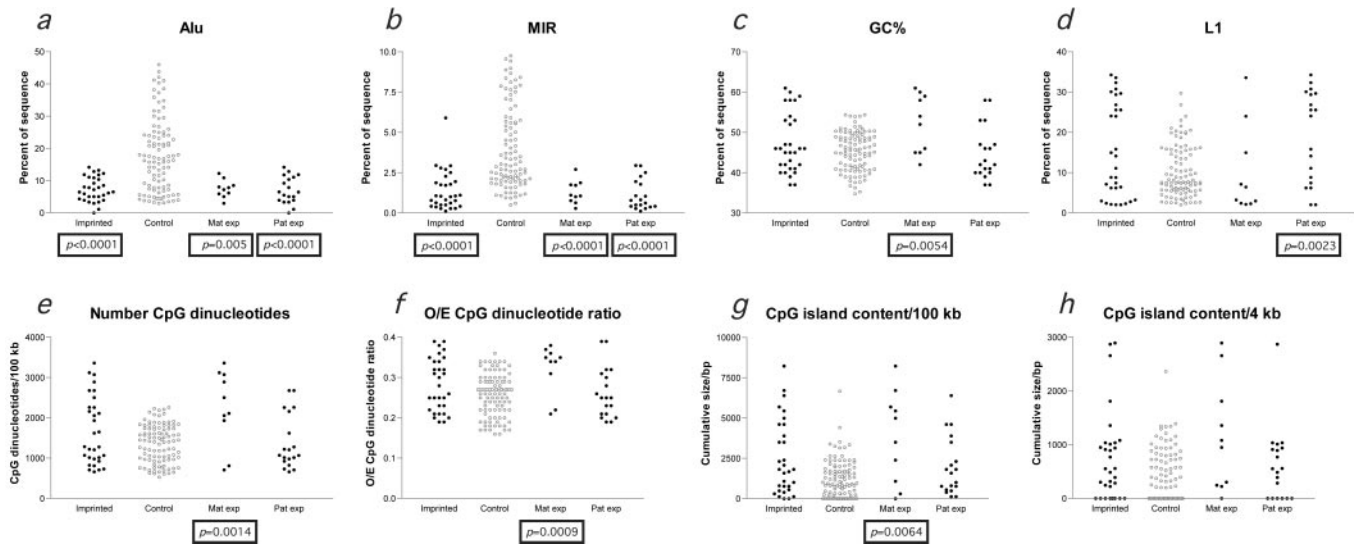 a
Alu
Percent of sequence
50
40
30
20
10
0
Imprinted Control Mat exp Pat exp
p<0.0001 p=0.005 p<0.0001
b
MIR
Percent of sequence
10.0
7.5
5.0
2.5
0.0
Imprinted Control Mat exp Pat exp
p<0.0001 p<0.0001 p<0.0001
c
GC%
Percent of sequence
70
60
50
40
30
Imprinted Control Mat exp Pat exp
p=0.0054
d
L1
Percent of sequence
40
30
20
10
0
Imprinted Control Mat exp Pat exp
p=0.0023
e
Number CpG dinucleotides
CpG dinucleotides/100 kb
4000
3000
2000
1000
0
Imprinted Control Mat exp Pat exp
p=0.0014
f
O/E CpG dinucleotide ratio
O/E CpG dinucleotide ratio
0.4
0.3
0.2
0.1
0.0
Imprinted Control Mat exp Pat exp
p=0.0009
g
CpG island content/100 kb
Cumulative size/bp
10000
7500
5000
2500
0
Imprinted Control Mat exp Pat exp
p=0.0064
h
CpG island content/4 kb
Cumulative size/bp
3000
2000
1000
0
Imprinted Control Mat exp Pat exp